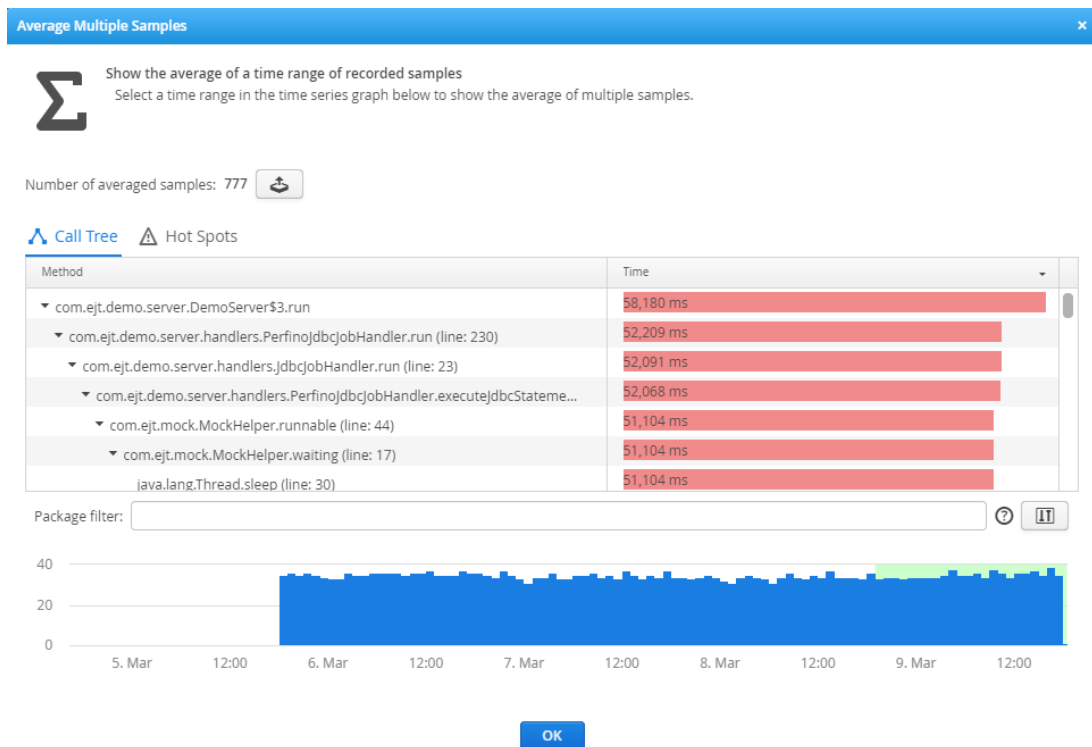 Average Multiple Samples ×
Show the average of a time range of recorded samples
Select a time range in the time series graph below to show the average of multiple samples.
Number of averaged samples: 777
Call Tree Hot Spots
Method Time
com.ejt.demo.server.DemoServer$3.run 58,180 ms
com.ejt.demo.server.handlers.PerfinoJdbcJobHandler.run (line: 230) 52,209 ms
com.ejt.demo.server.handlers.JdbcJobHandler.run (line: 23) 52,091 ms
com.ejt.demo.server.handlers.PerfinoJdbcJobHandler.executeJdbcStateme... 52,068 ms
com.ejt.mock.MockHelper.runnable (line: 44) 51,104 ms
com.ejt.mock.MockHelper.waiting (line: 17) 51,104 ms
java.lang.Thread.sleep (line: 30) 51,104 ms
Package filter: ?
40
20
0
5. Mar 12:00 6. Mar 12:00 7. Mar 12:00 8. Mar 12:00 9. Mar 12:00
OK